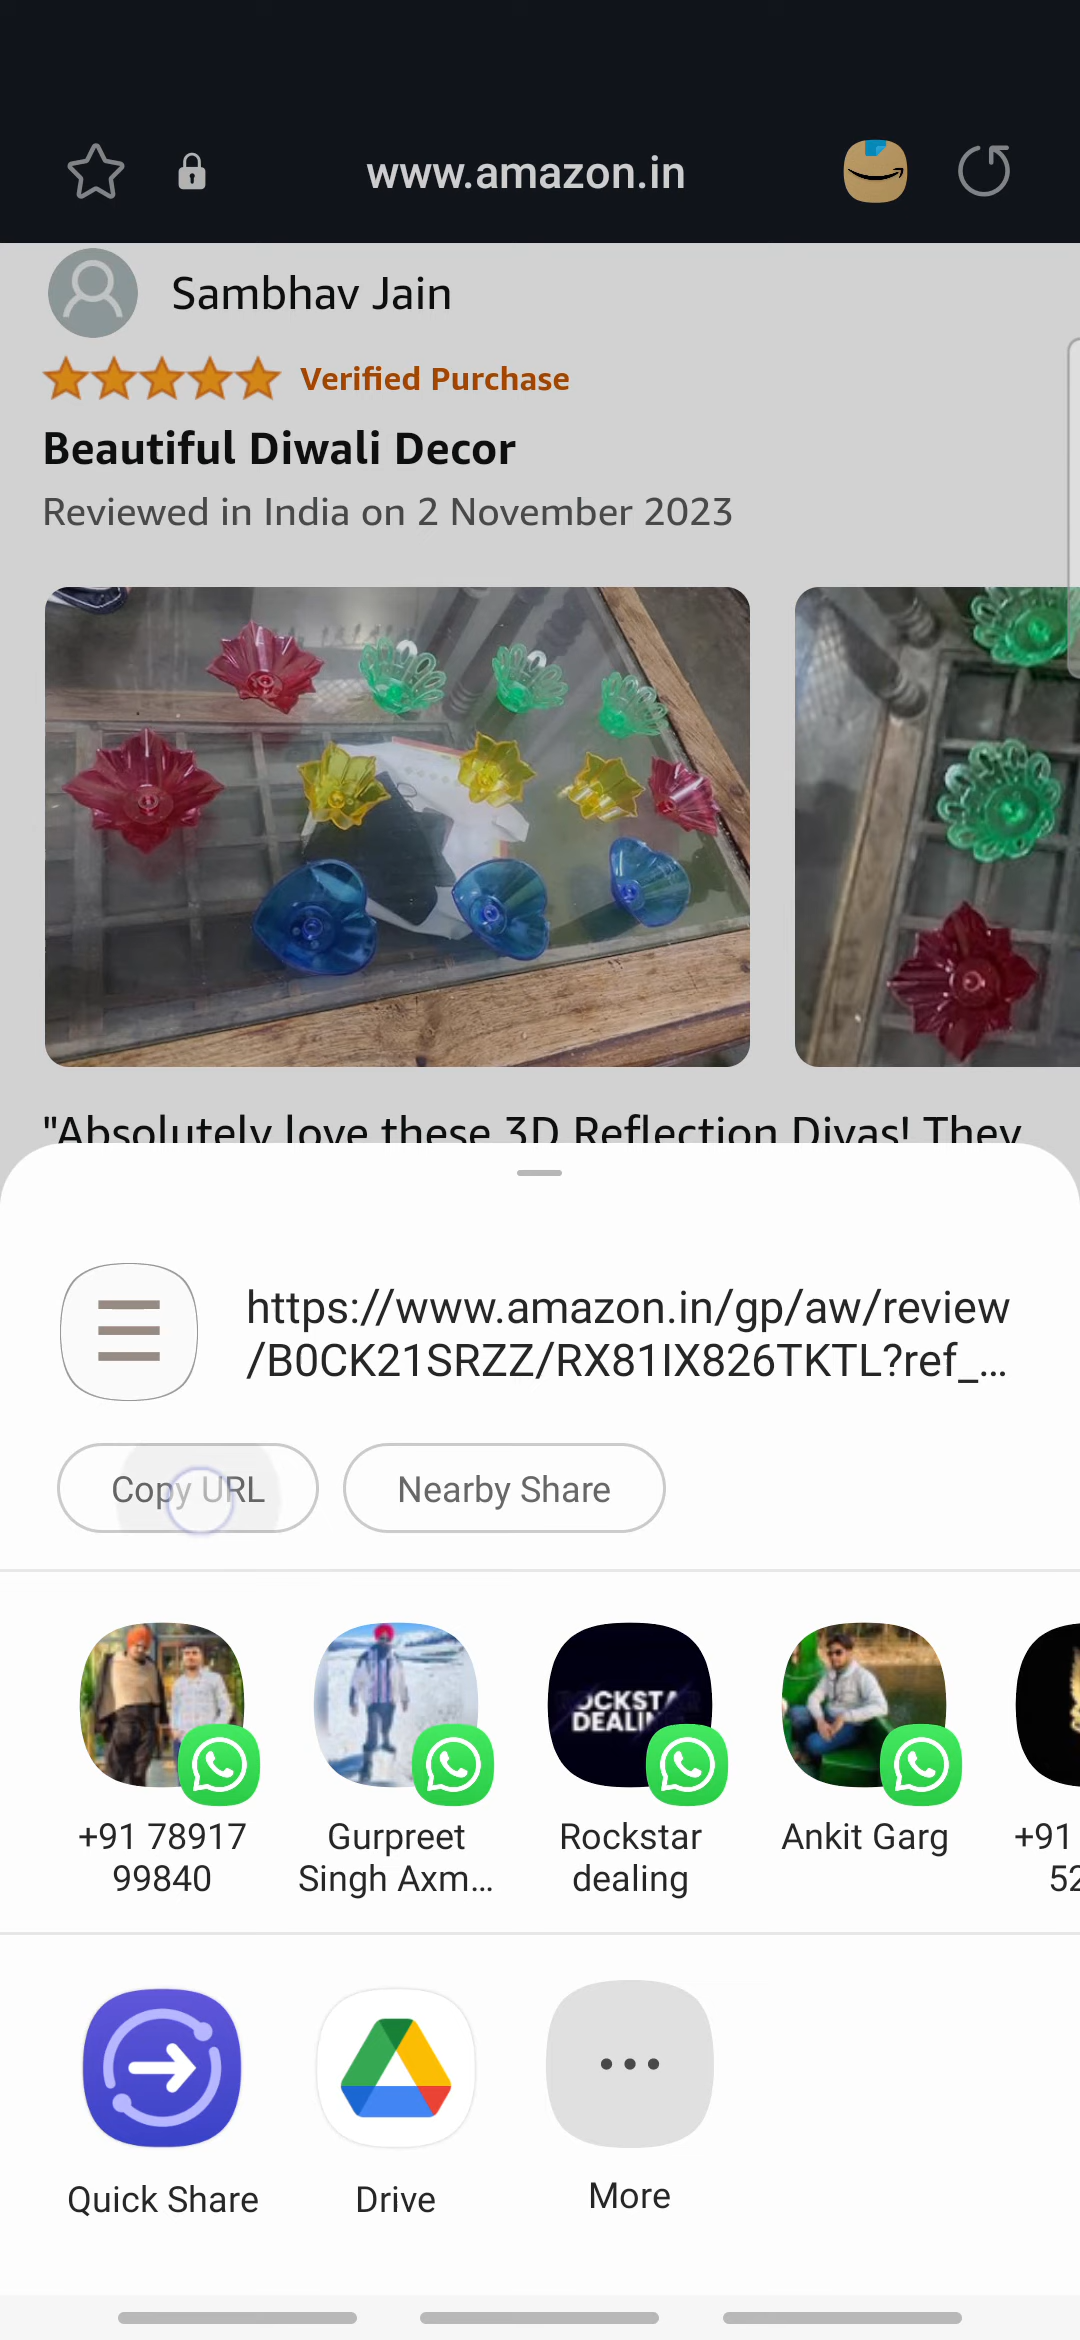 www.amazon.in
Sambhav Jain
Verified Purchase
Beautiful Diwali Decor
Reviewed in India on 2 November 2023
"Absolutely love these 3D Reflection Divas! They
https://www.amazon.in/gp/aw/review
/B0CK21SRZZ/RX81IX826TKTL?ref_...
Copy URL
Nearby Share
OCKSTA
DEALIN
+91 78917
99840
Gurpreet
Singh Axm...
Rockstar
dealing
Ankit Garg
+91
52
Quick Share
Drive
More